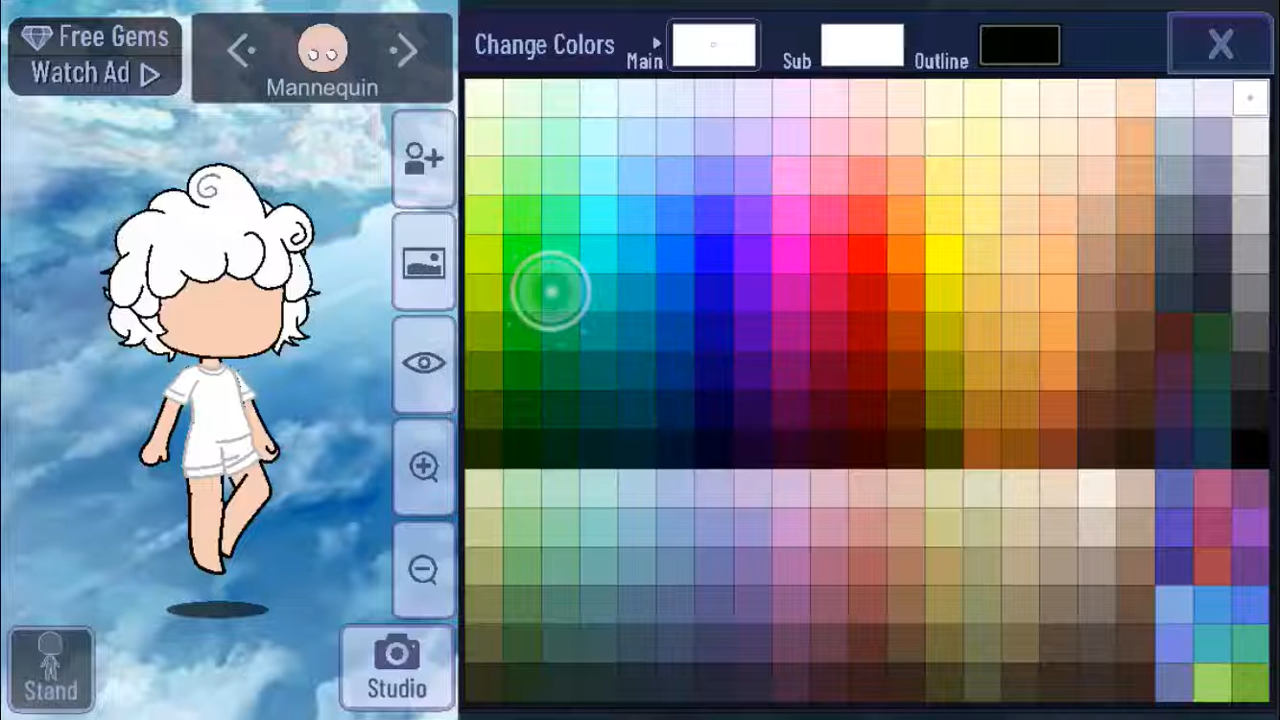 Free Gems
Watch Ad
Mannequin
Change Colors
Main
Sub
Outline
X
Stand
Studio